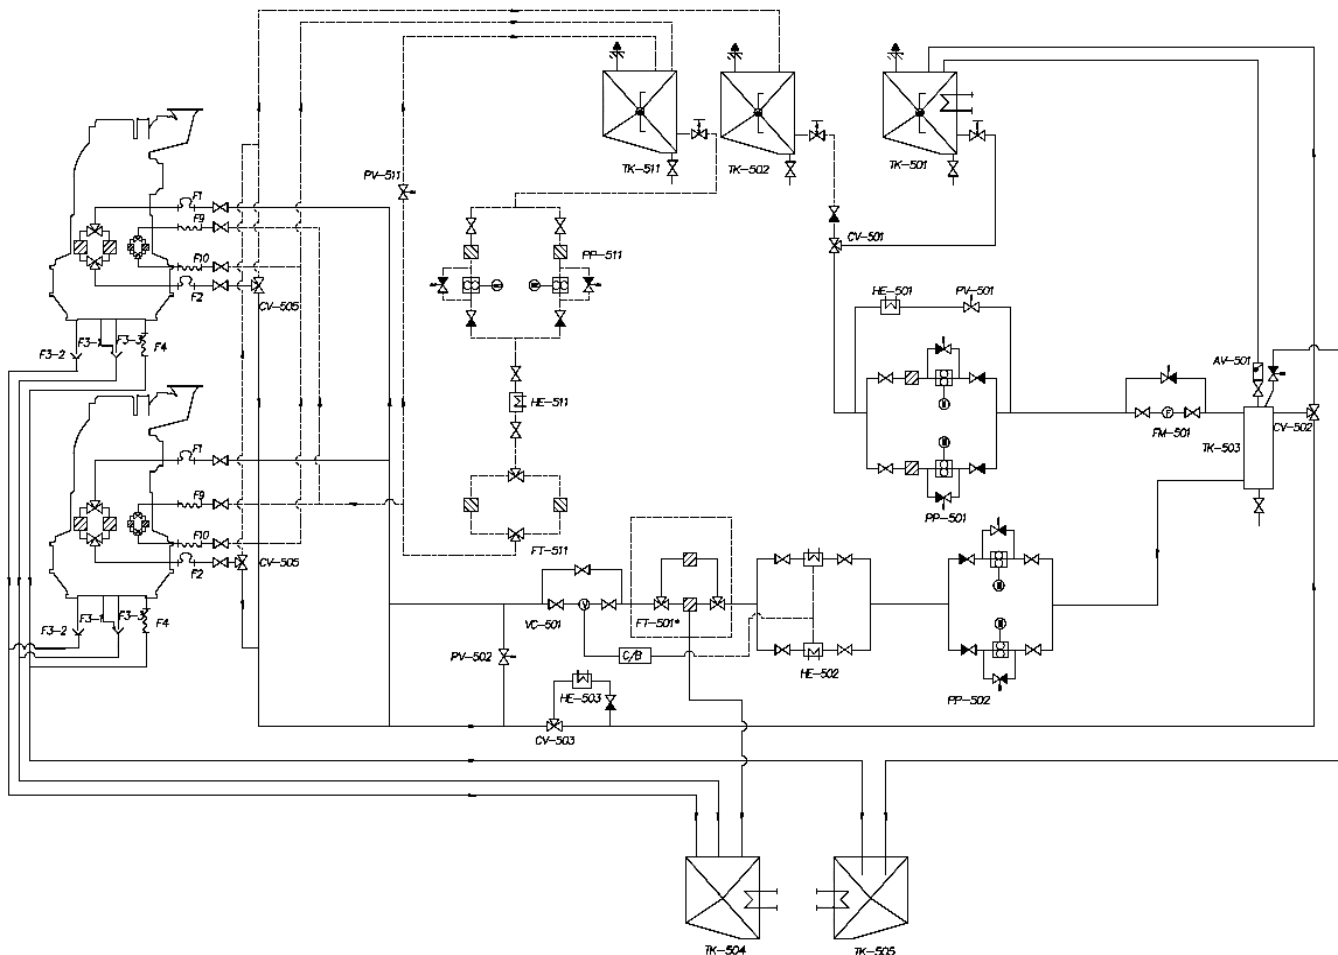 TK-511
TK-502
TK-501
PV-511
F1
F9
PP-511
CV-501
F10
F2
CV-505
HE-501
PV-501
F3-2
F3-1
F3-3
F4
AV-501
HE-511
FM-501
CV-502
TK-503
F1
F9
PP-501
F10
F2
CV-505
FT-511
VC-501
FT-501*
F3-2
F3-1
F3-3
F4
PV-502
C/B
HE-502
HE-503
PP-502
CV-503
TK-504
TK-505